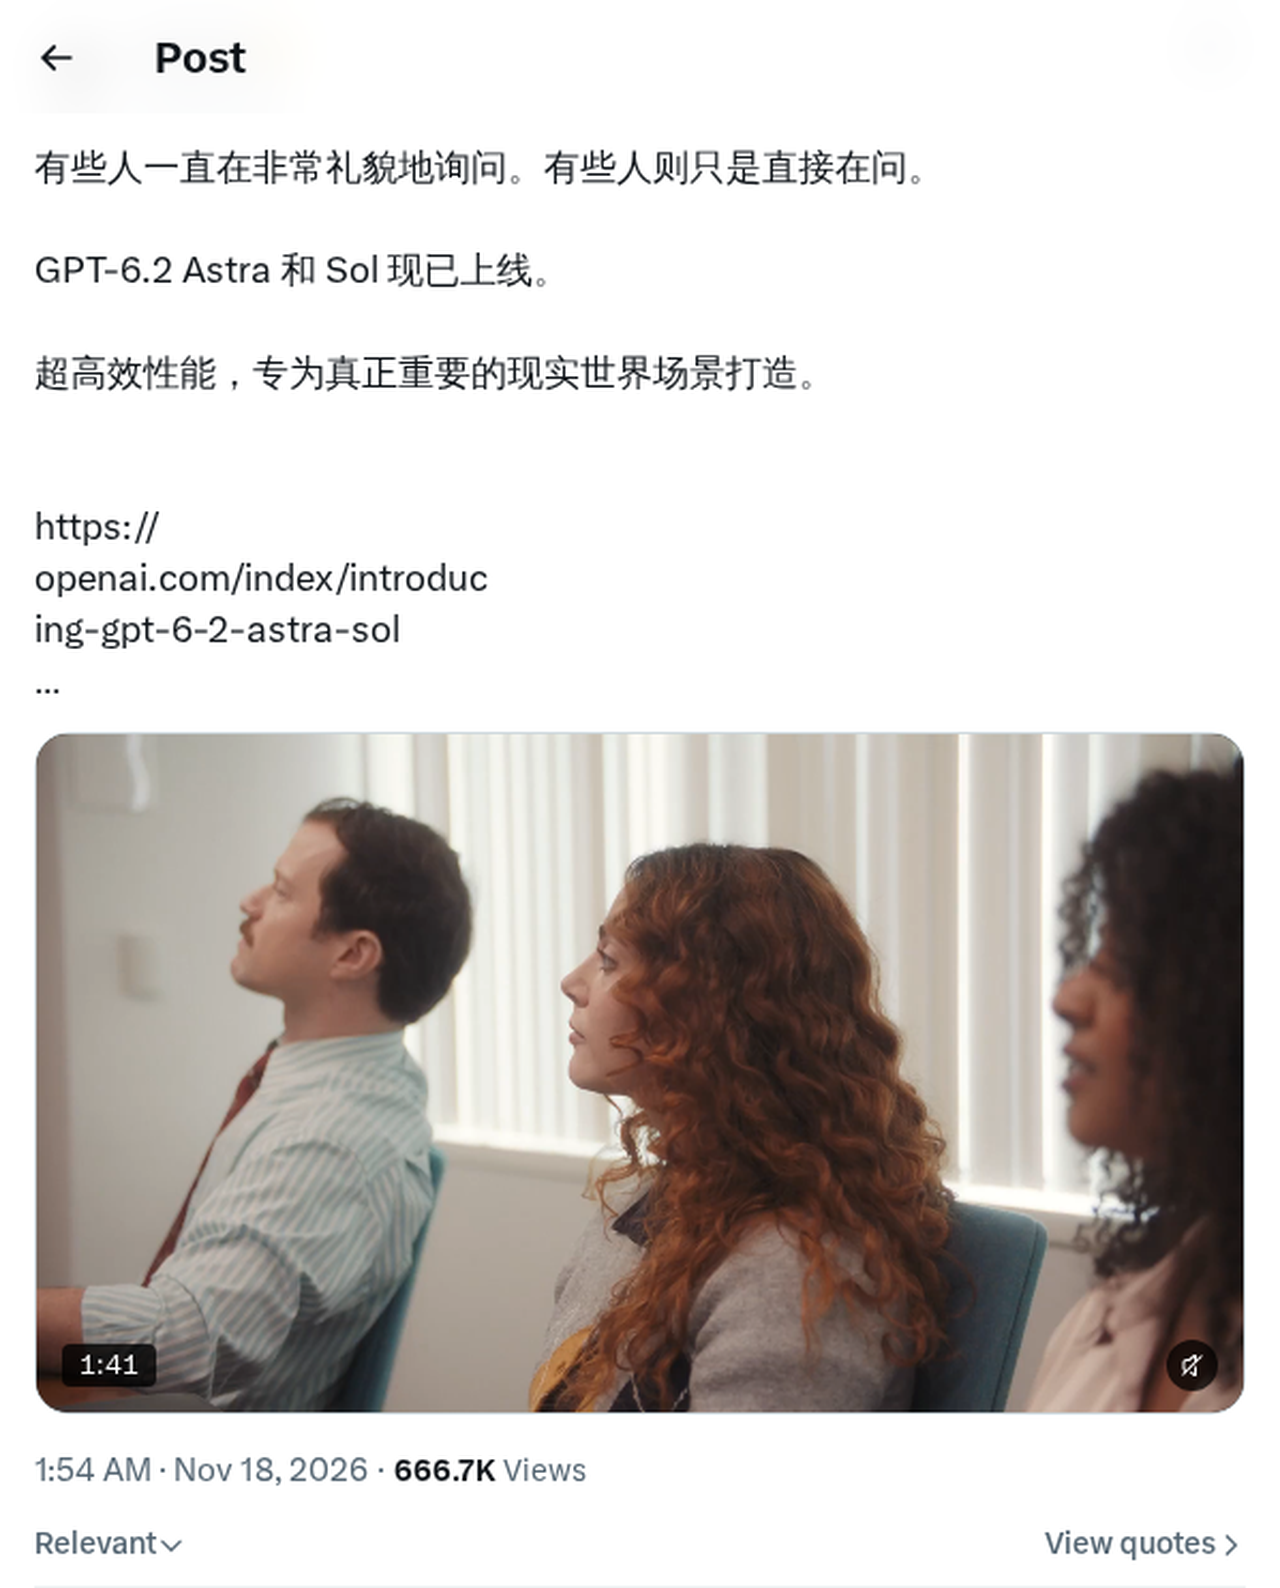 Post
有些人一直在非常礼貌地询问。有些人则只是直接在问。
GPT-6.2 Astra 和 Sol 现已上线。
超高效性能，专为真正重要的现实世界场景打造。
https://
openai.com/index/introduc
ing-gpt-6-2-astra-sol
…
1:41
1:54 AM · Nov 18, 2026 · 666.7K Views
Relevant
View quotes